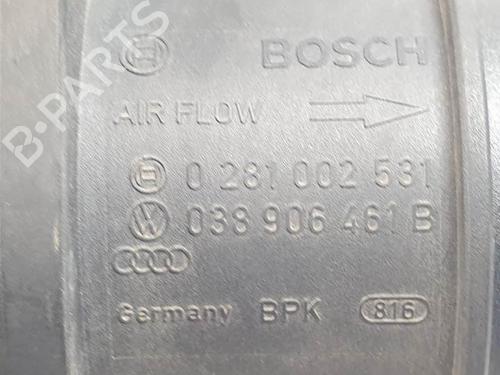 BOSCH
AIR FLOW
0 281 002 531
038 906 461 B
Germany BPK 816
B-PARTS